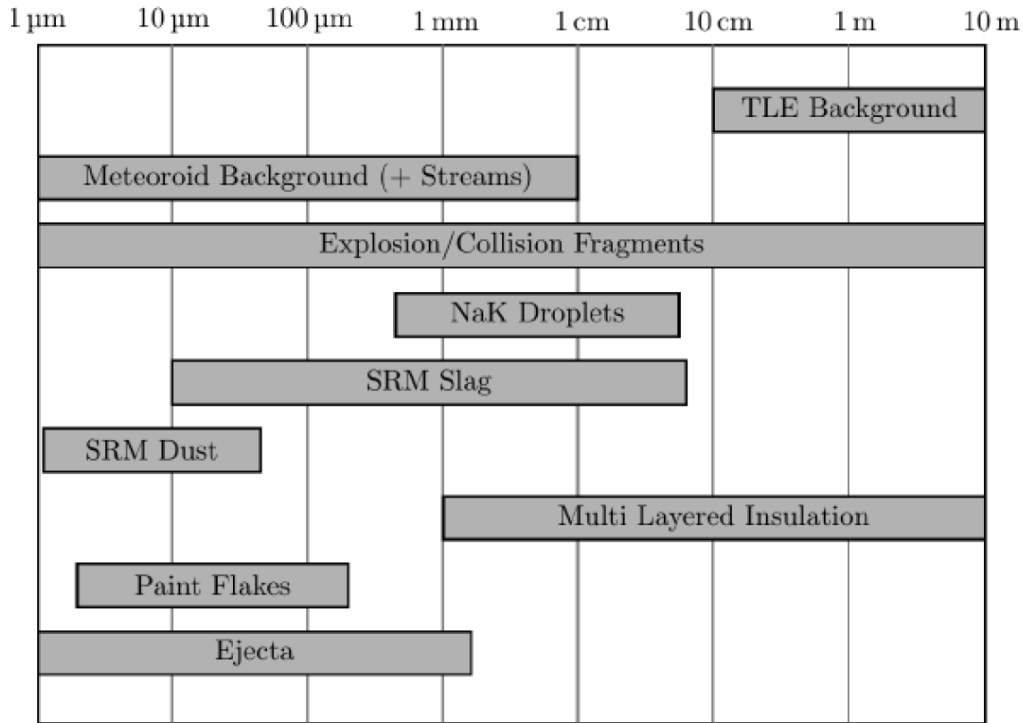 1 µm 10 µm 100 µm 1 mm 1 cm 10 cm 1 m 10 m
TLE Background
Meteoroid Background (+ Streams)
Explosion/Collision Fragments
NaK Droplets
SRM Slag
SRM Dust
Multi Layered Insulation
Paint Flakes
Ejecta